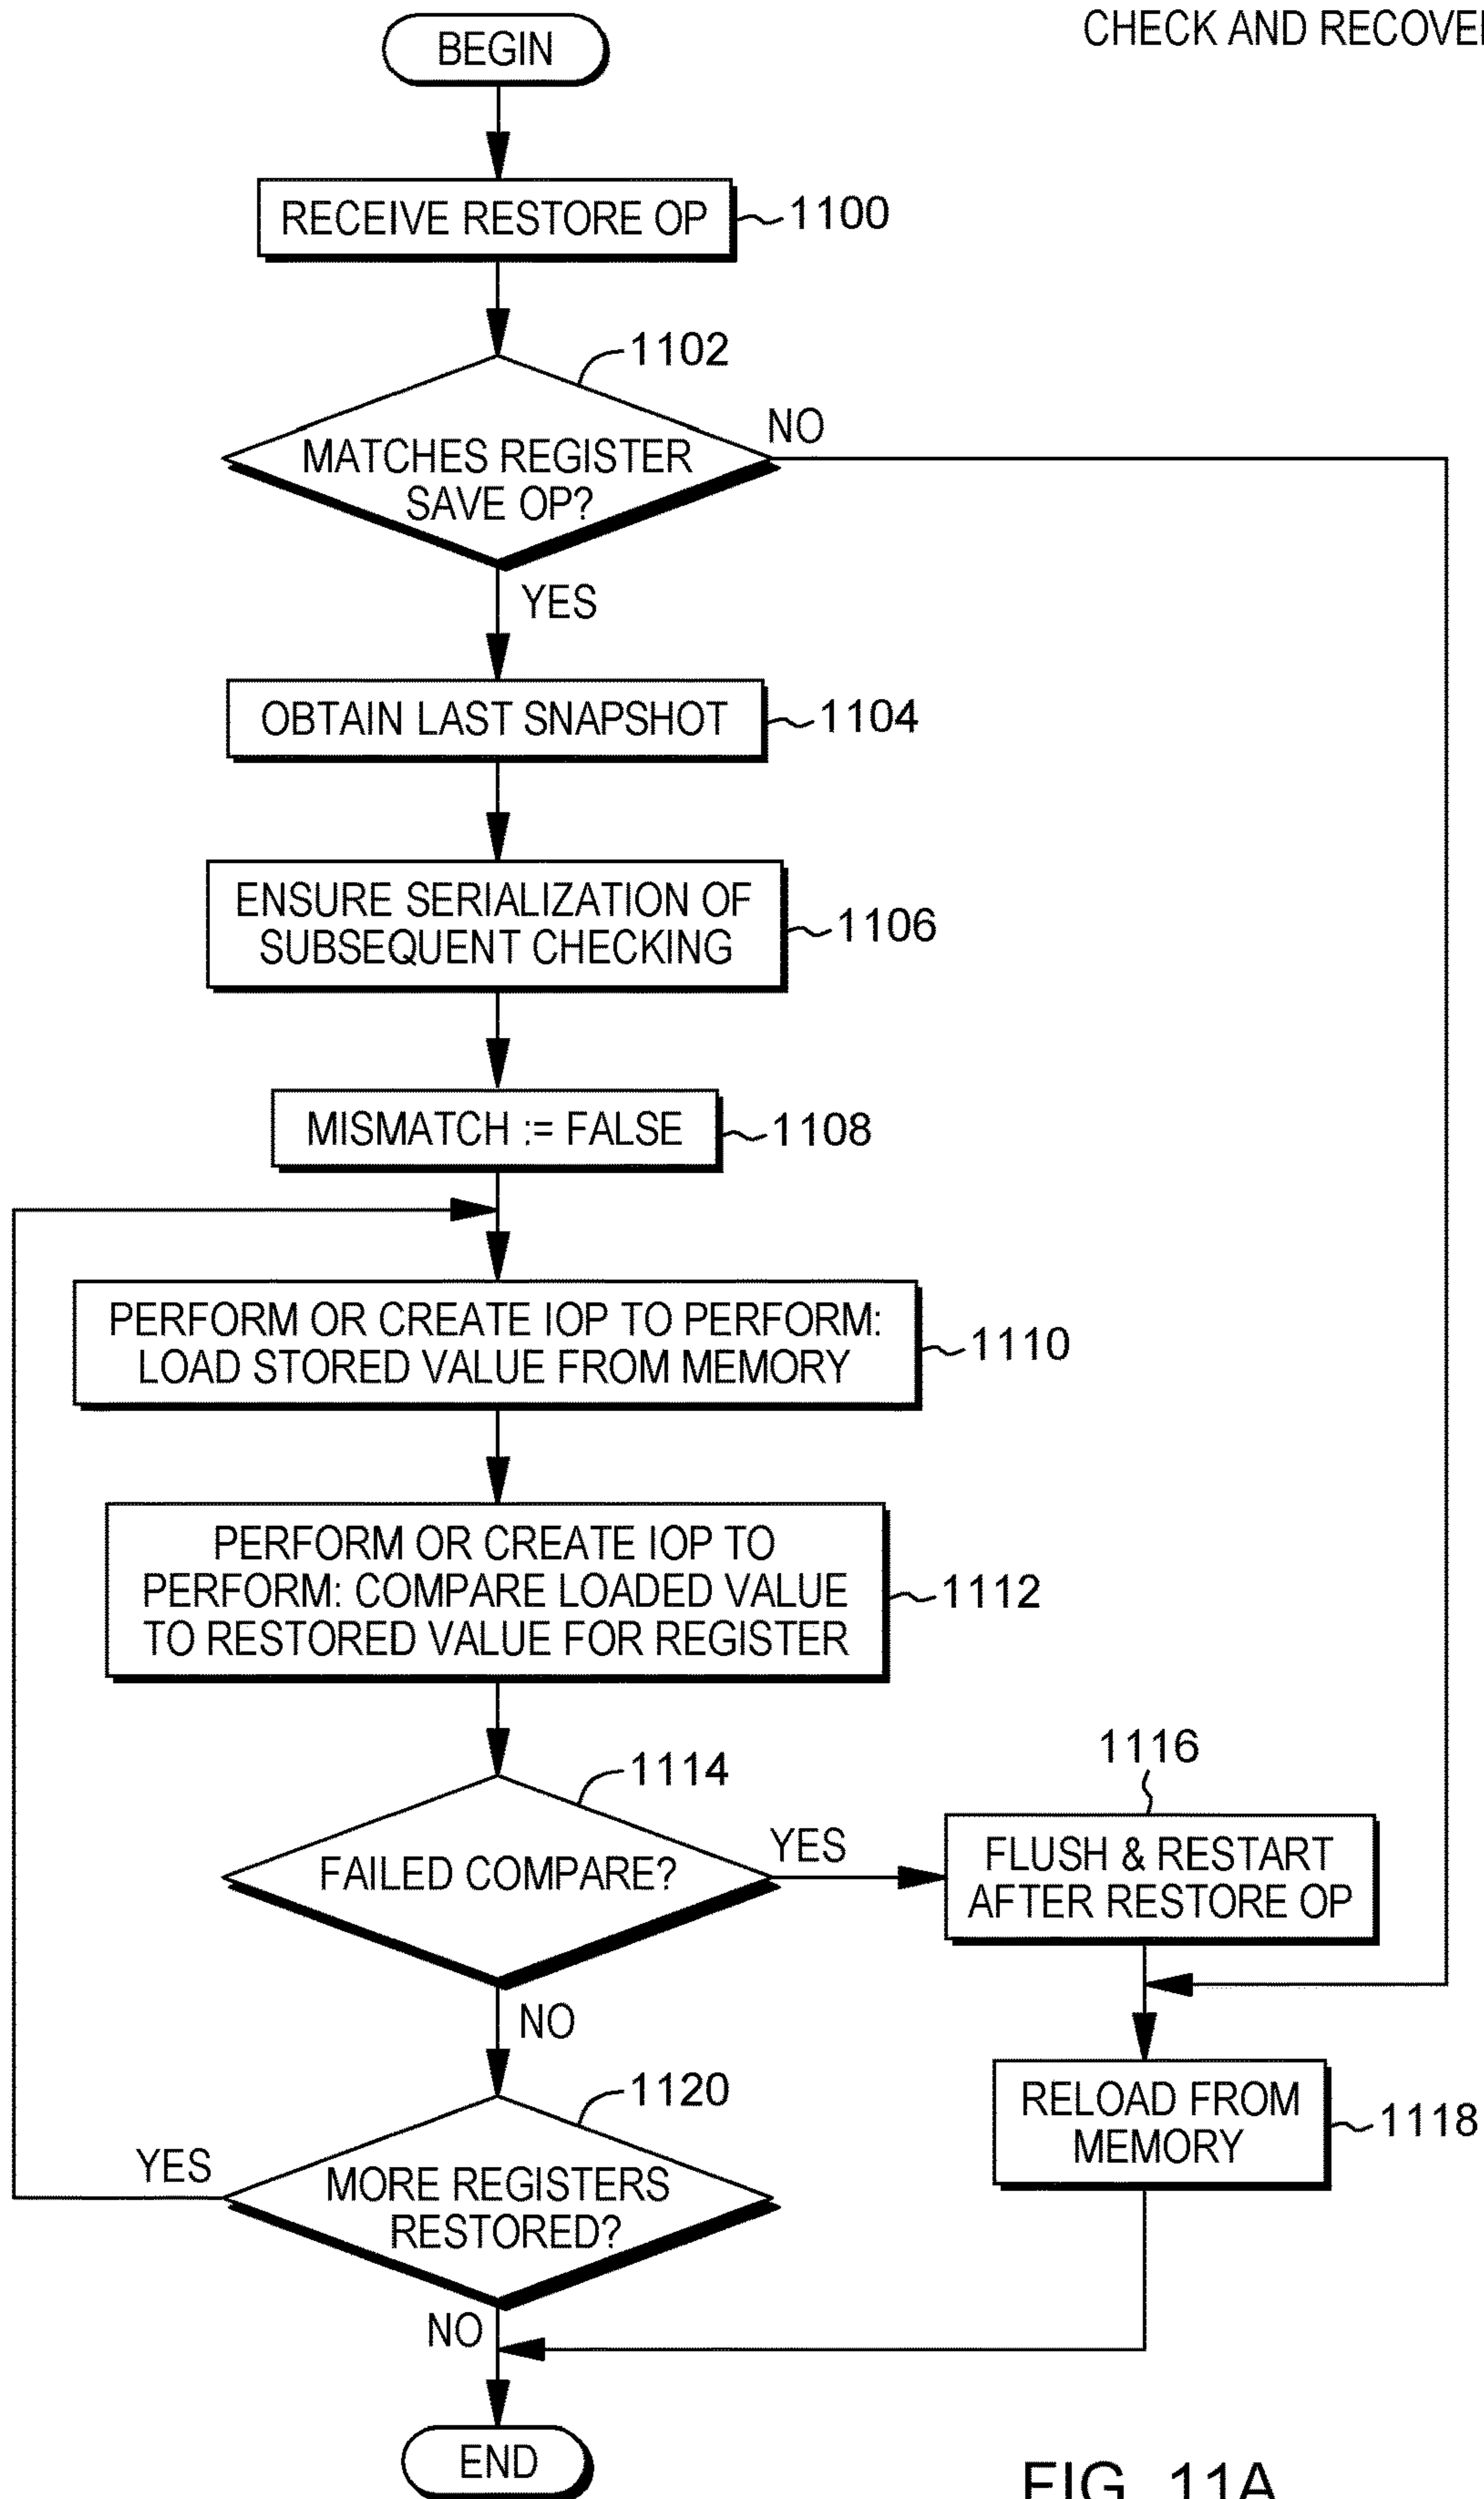 CHECK AND RECOVER
BEGIN
RECEIVE RESTORE OP
1100
1102
MATCHES REGISTER
SAVE OP?
NO
YES
OBTAIN LAST SNAPSHOT
1104
ENSURE SERIALIZATION OF
SUBSEQUENT CHECKING
1106
MISMATCH := FALSE
1108
PERFORM OR CREATE IOP TO PERFORM:
LOAD STORED VALUE FROM MEMORY
1110
PERFORM OR CREATE IOP TO
PERFORM: COMPARE LOADED VALUE
TO RESTORED VALUE FOR REGISTER
1112
1114
FAILED COMPARE?
YES
1116
FLUSH & RESTART
AFTER RESTORE OP
NO
1120
MORE REGISTERS
RESTORED?
YES
RELOAD FROM
MEMORY
1118
NO
END
FIG. 11A